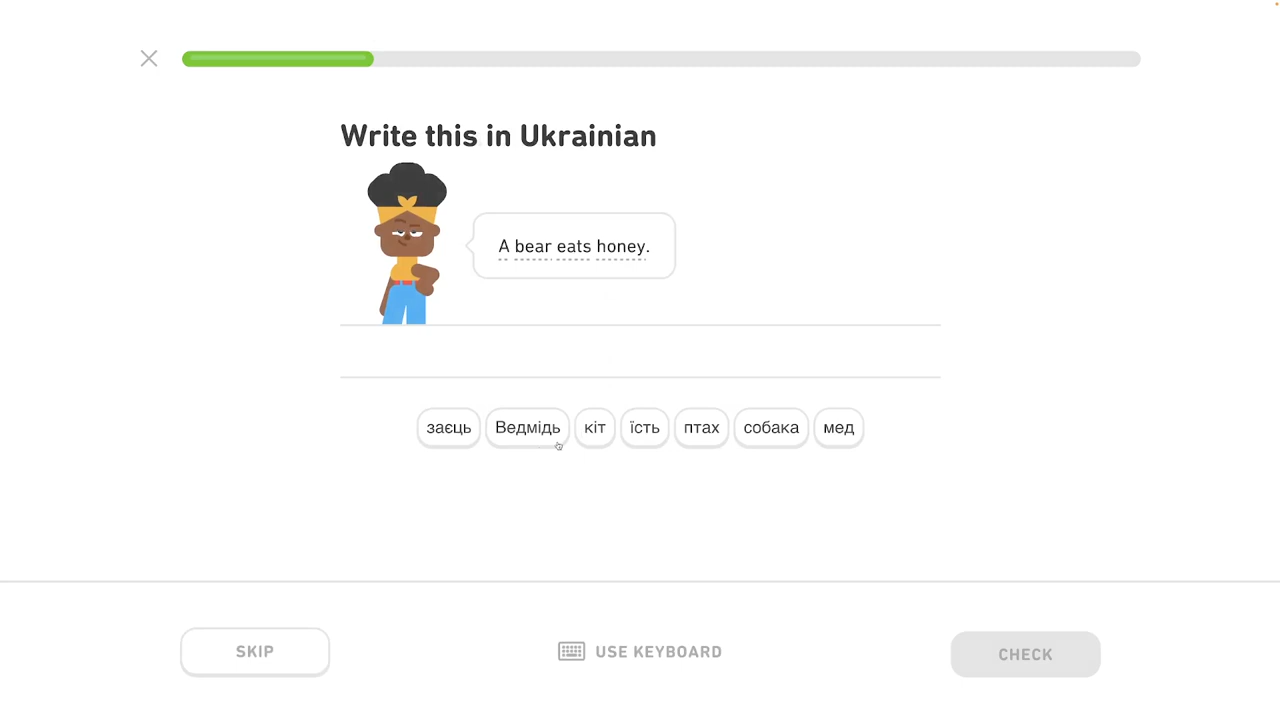 Write this in Ukrainian
A bear eats honey.
заєць Ведмідь кіт їсть птах собака мед
SKIP USE KEYBOARD CHECK